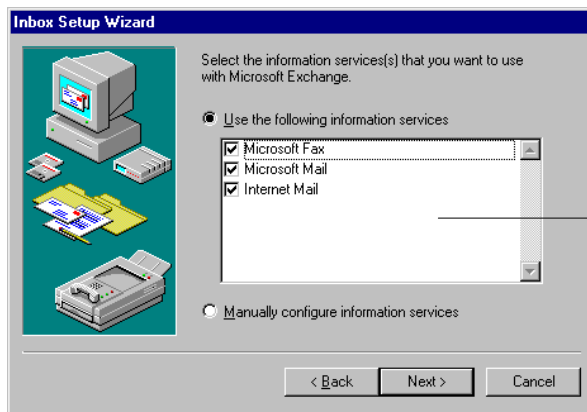 Inbox Setup Wizard
Select the information services(s) that you want to use
with Microsoft Exchange.
Use the following information services
Microsoft Fax
Microsoft Mail
Internet Mail
Manually configure information services
< Back
Next >
Cancel